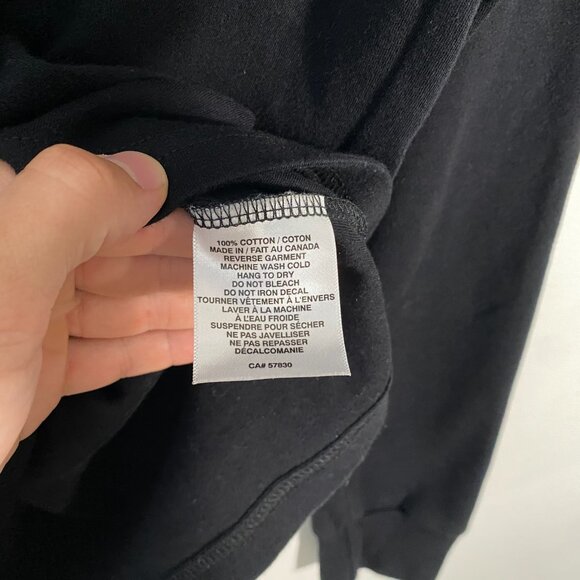 100% COTTON / COTON
MADE IN / FAIT AU CANADA
REVERSE GARMENT
MACHINE WASH COLD
HANG TO DRY
DO NOT BLEACH
DO NOT IRON DECAL
TOURNER VÊTEMENT À L'ENVERS
LAVER À LA MACHINE
À L'EAU FROIDE
SUSPENDRE POUR SÉCHER
NE PAS JAVELLISER
NE PAS REPASSER
DÉCALCOMANIE
CA# 57830